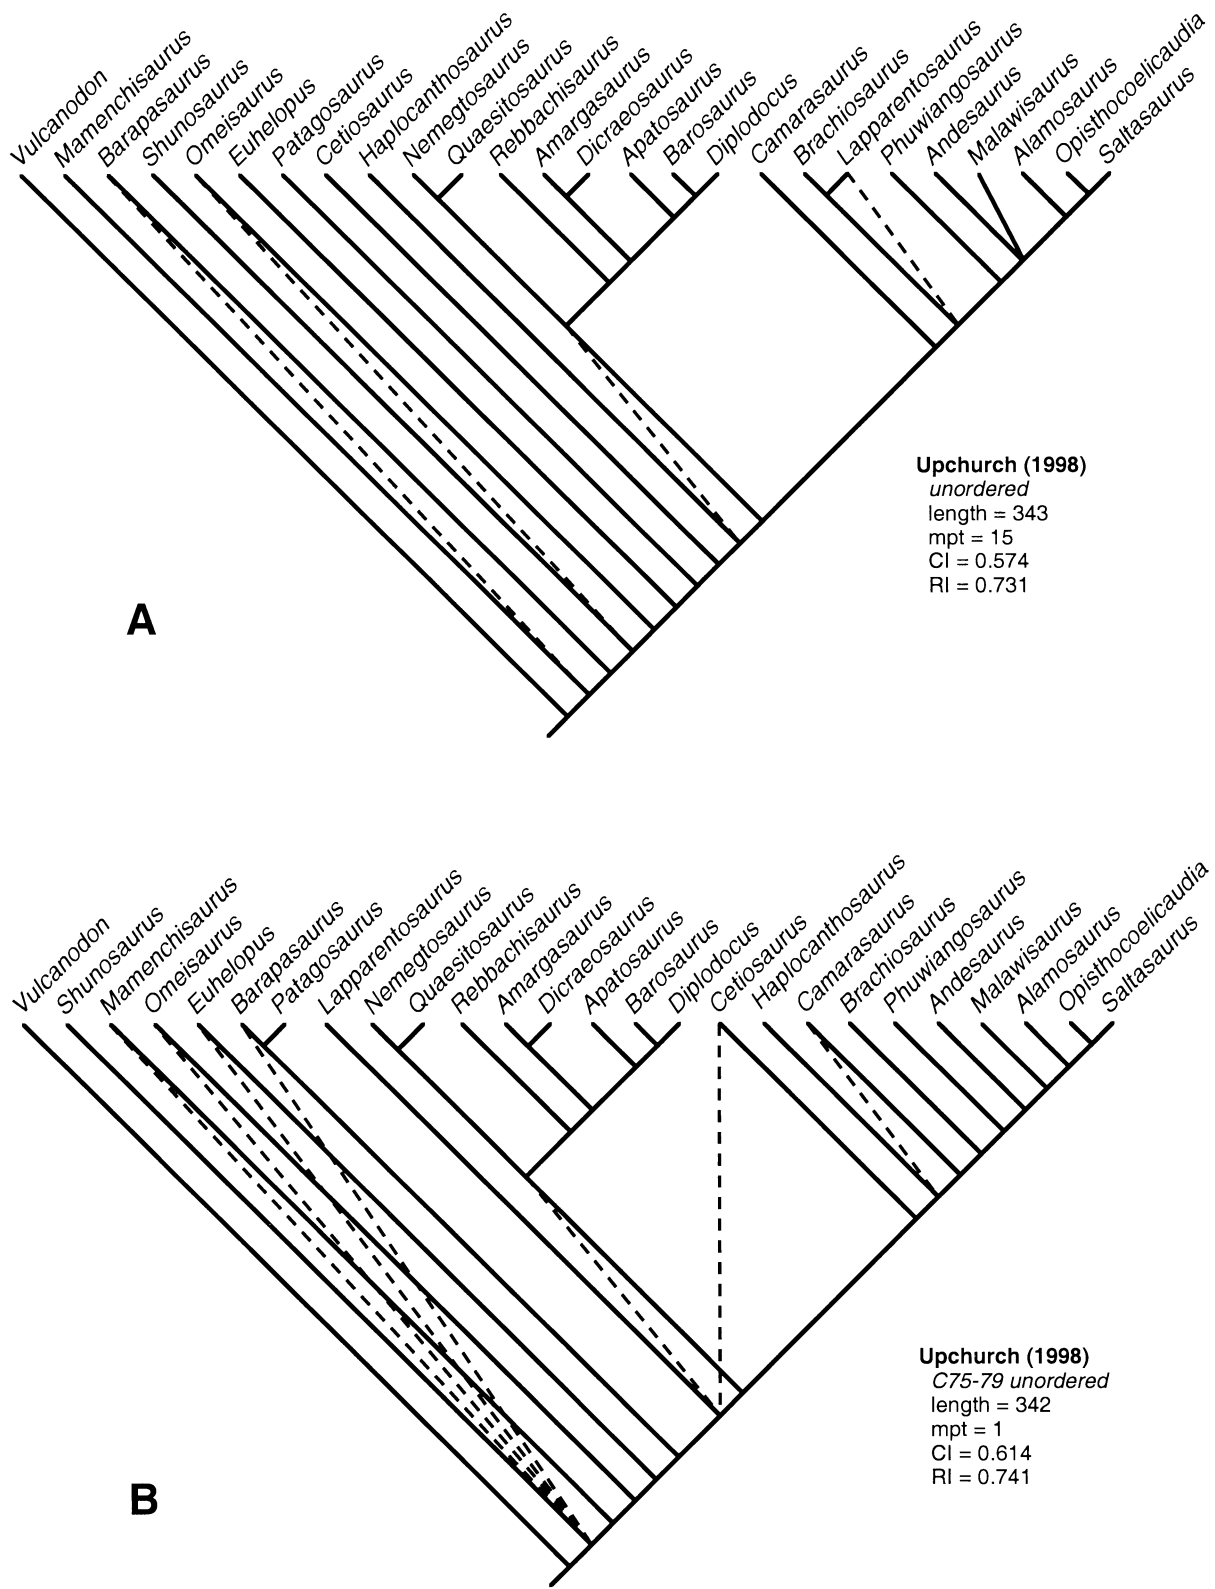 Vulcanodon
Mamenchisaurus
Barapasaurus
Shunosaurus
Omeisaurus
Euhelopus
Patagosaurus
Cetiosaurus
Haplocanthosaurus
Nemegtosaurus
Quaesitosaurus
Rebbachisaurus
Amargasaurus
Dicraeosaurus
Apatosaurus
Barosaurus
Diplodocus
Camarasaurus
Brachiosaurus
Lapparentosaurus
Phuwiangosaurus
Andesaurus
Malawisaurus
Alamosaurus
Opisthocoelicaudia
Saltasaurus
Upchurch (1998)
unordered
length = 343
mpt = 15
CI = 0.574
RI = 0.731
A
Vulcanodon
Shunosaurus
Mamenchisaurus
Omeisaurus
Euhelopus
Barapasaurus
Patagosaurus
Lapparentosaurus
Nemegtosaurus
Quaesitosaurus
Rebbachisaurus
Amargasaurus
Dicraeosaurus
Apatosaurus
Barosaurus
Diplodocus
Cetiosaurus
Haplocanthosaurus
Camarasaurus
Brachiosaurus
Phuwiangosaurus
Andesaurus
Malawisaurus
Alamosaurus
Opisthocoelicaudia
Saltasaurus
Upchurch (1998)
C75-79 unordered
length = 342
mpt = 1
CI = 0.614
RI = 0.741
B